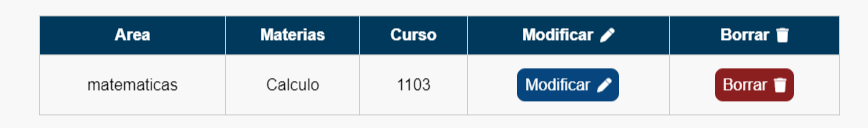 Area Materias Curso Modificar Borrar
matematicas Calculo 1103 Modificar Borrar